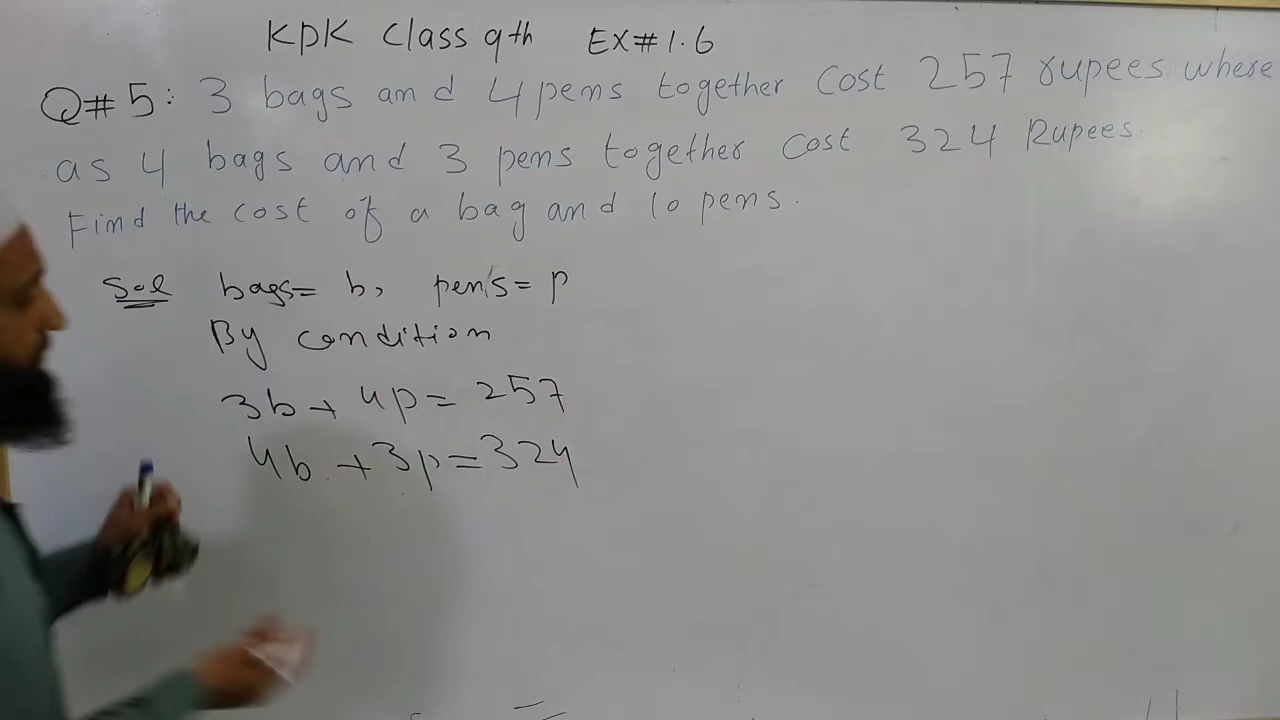 KPK Class 9th EX#1.6
Q#5: 3 bags and 4 pens together cost 257 rupees where
as 4 bags and 3 pens together cost 324 Rupees.
Find the cost of a bag and 10 pens.
Sol bags= b, pen's= p
By condition
3b + 4p = 257
4b + 3p = 324